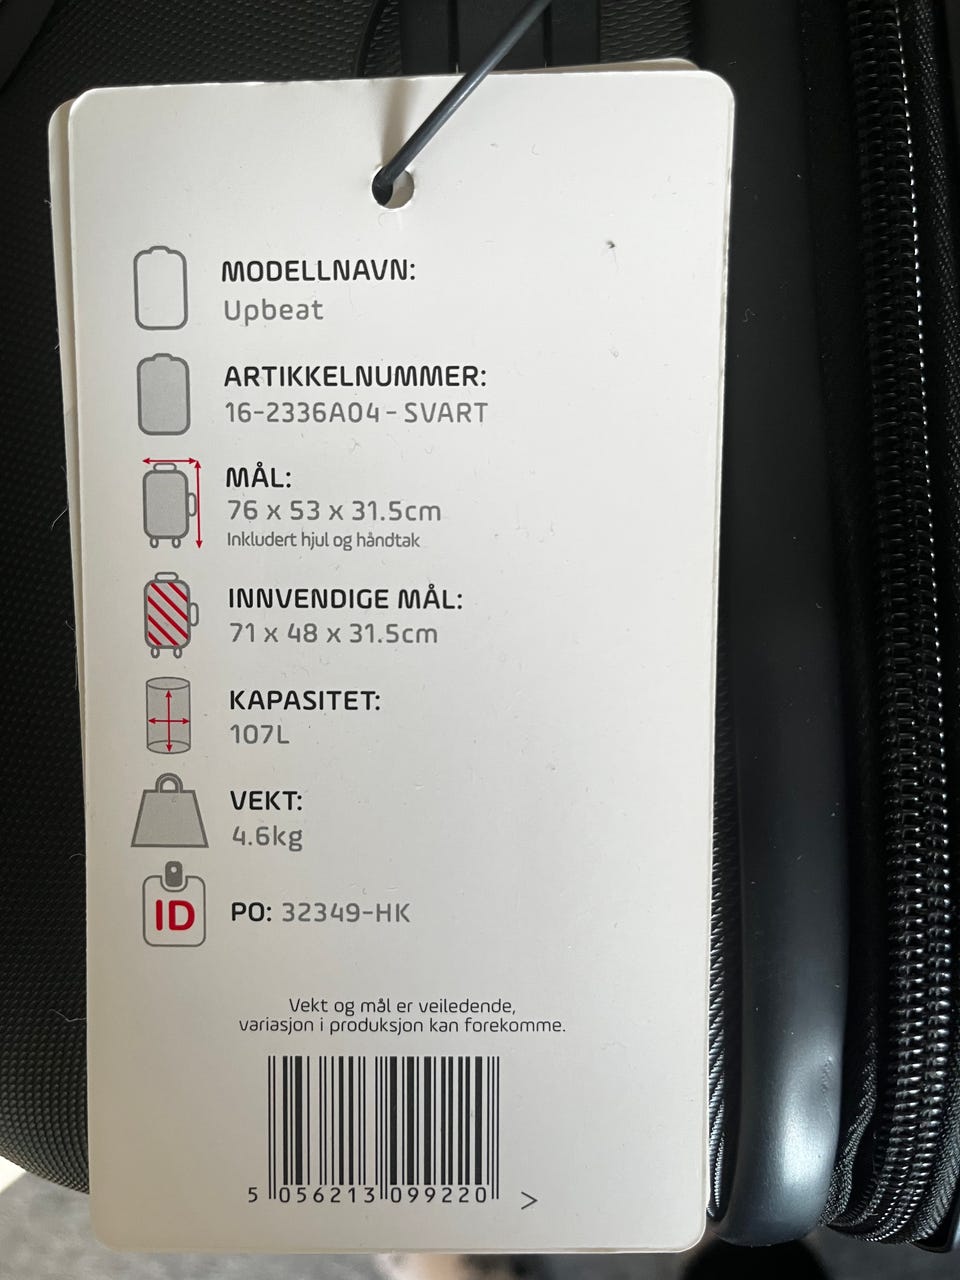 MODELLNAVN:
Upbeat
ARTIKKELNUMMER:
16-2336A04 - SVART
MÅL:
76 x 53 x 31.5cm
Inkludert hjul og håndtak
INNVENDIGE MÅL:
71 x 48 x 31.5cm
KAPASITET:
107L
VEKT:
4.6kg
ID
PO: 32349-HK
Vekt og mål er veiledende,
variasjon i produksjon kan forekomme.
5 056213 099220 >